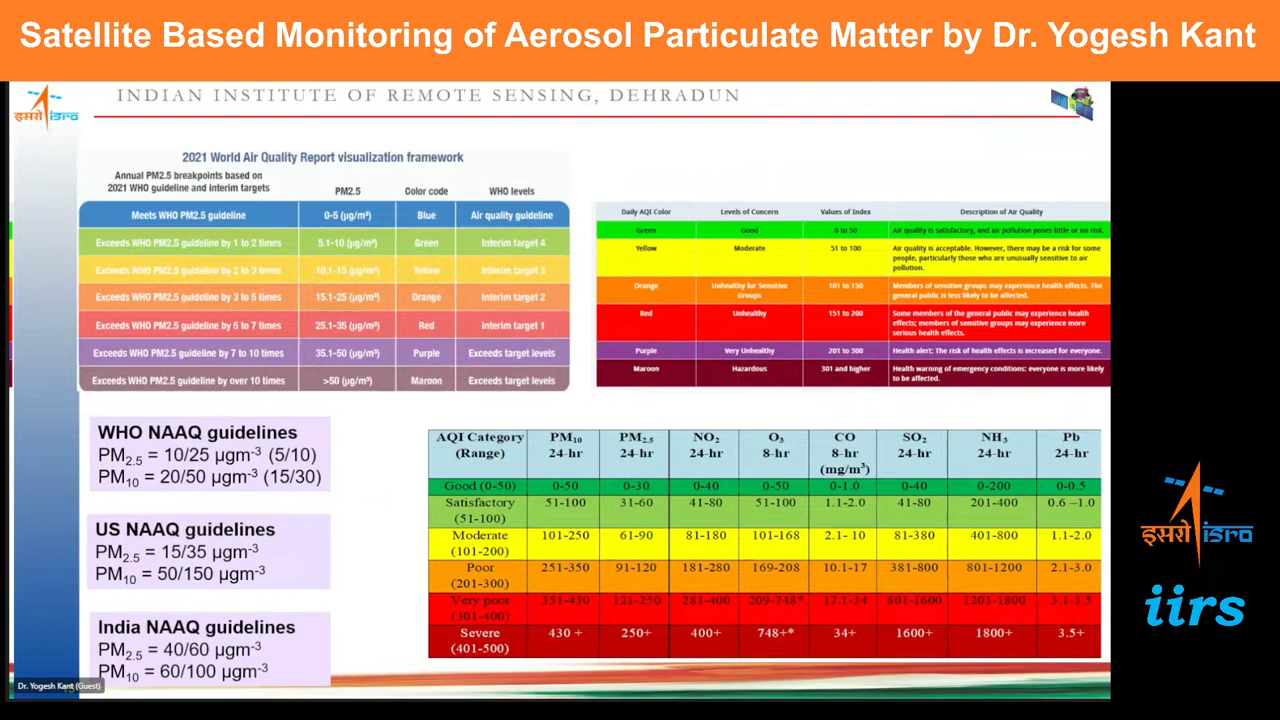 Satellite Based Monitoring of Aerosol Particulate Matter by Dr. Yogesh Kant
इसरो isro
INDIAN INSTITUTE OF REMOTE SENSING, DEHRADUN
2021 World Air Quality Report visualization framework
Annual PM2.5 breakpoints based on
2021 WHO guideline and interim targets
PM2.5
Color code
WHO levels
Meets WHO PM2.5 guideline 0-5 (µg/m³) Blue Air quality guideline
Exceeds WHO PM2.5 guideline by 1 to 2 times 5.1-10 (µg/m³) Green Interim target 4
Exceeds WHO PM2.5 guideline by 2 to 3 times 10.1-15 (µg/m³) Yellow Interim target 3
Exceeds WHO PM2.5 guideline by 3 to 5 times 15.1-25 (µg/m³) Orange Interim target 2
Exceeds WHO PM2.5 guideline by 5 to 7 times 25.1-35 (µg/m³) Red Interim target 1
Exceeds WHO PM2.5 guideline by 7 to 10 times 35.1-50 (µg/m³) Purple Exceeds target levels
Exceeds WHO PM2.5 guideline by over 10 times >50 (µg/m³) Maroon Exceeds target levels
Daily AQI Color Levels of Concern Values of Index Description of Air Quality
Green Good 0 to 50 Air quality is satisfactory, and air pollution poses little or no risk.
Yellow Moderate 51 to 100 Air quality is acceptable. However, there may be a risk for some
people, particularly those who are unusually sensitive to air
pollution.
Orange Unhealthy for Sensitive Groups 101 to 150 Members of sensitive groups may experience health effects. The
general public is less likely to be affected.
Red Unhealthy 151 to 200 Some members of the general public may experience health
effects; members of sensitive groups may experience more
serious health effects.
Purple Very Unhealthy 201 to 300 Health alert: The risk of health effects is increased for everyone.
Maroon Hazardous 301 and higher Health warning of emergency conditions: everyone is more likely
to be affected.
WHO NAAQ guidelines
PM₂.₅ = 10/25 µgm⁻³ (5/10)
PM₁₀ = 20/50 µgm⁻³ (15/30)
US NAAQ guidelines
PM₂.₅ = 15/35 µgm⁻³
PM₁₀ = 50/150 µgm⁻³
India NAAQ guidelines
PM₂.₅ = 40/60 µgm⁻³
PM₁₀ = 60/100 µgm⁻³
AQI Category PM₁₀ PM₂.₅ NO₂ O₃ CO SO₂ NH₃ Pb
(Range) 24-hr 24-hr 24-hr 8-hr 8-hr 24-hr 24-hr 24-hr
(mg/m³)
Good (0-50) 0-50 0-30 0-40 0-50 0-1.0 0-40 0-200 0-0.5
Satisfactory 51-100 31-60 41-80 51-100 1.1-2.0 41-80 201-400 0.6 –1.0
(51-100)
Moderate 101-250 61-90 81-180 101-168 2.1- 10 81-380 401-800 1.1-2.0
(101-200)
Poor 251-350 91-120 181-280 169-208 10.1-17 381-800 801-1200 2.1-3.0
(201-300)
Very poor 351-430 121-250 281-400 209-748* 17.1-34 801-1600 1201-1800 3.1-3.5
(301-400)
Severe 430 + 250+ 400+ 748+* 34+ 1600+ 1800+ 3.5+
(401-500)
Dr. Yogesh Kant (Guest)
इसरो isro
iirs